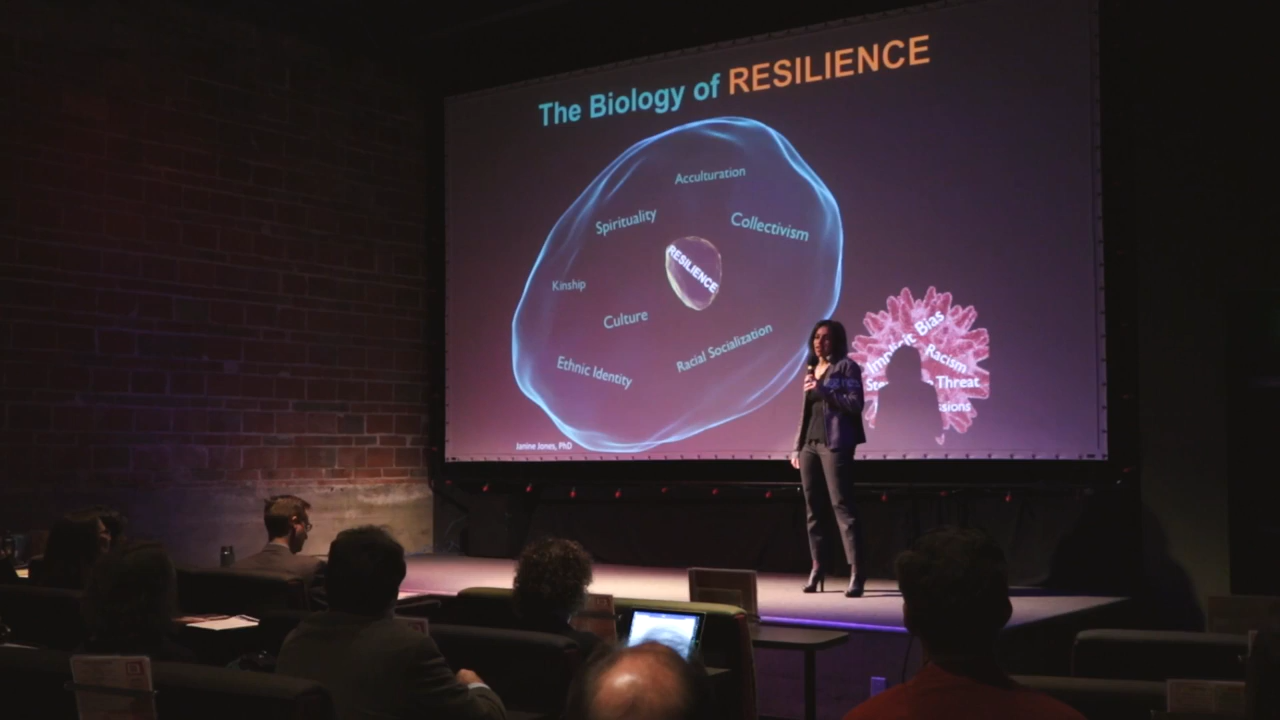 The Biology of RESILIENCE
Acculturation
Spirituality
Collectivism
RESILIENCE
Kinship
Culture
Ethnic Identity
Racial Socialization
Bias
Racism
Threat
Janine Jones, PhD